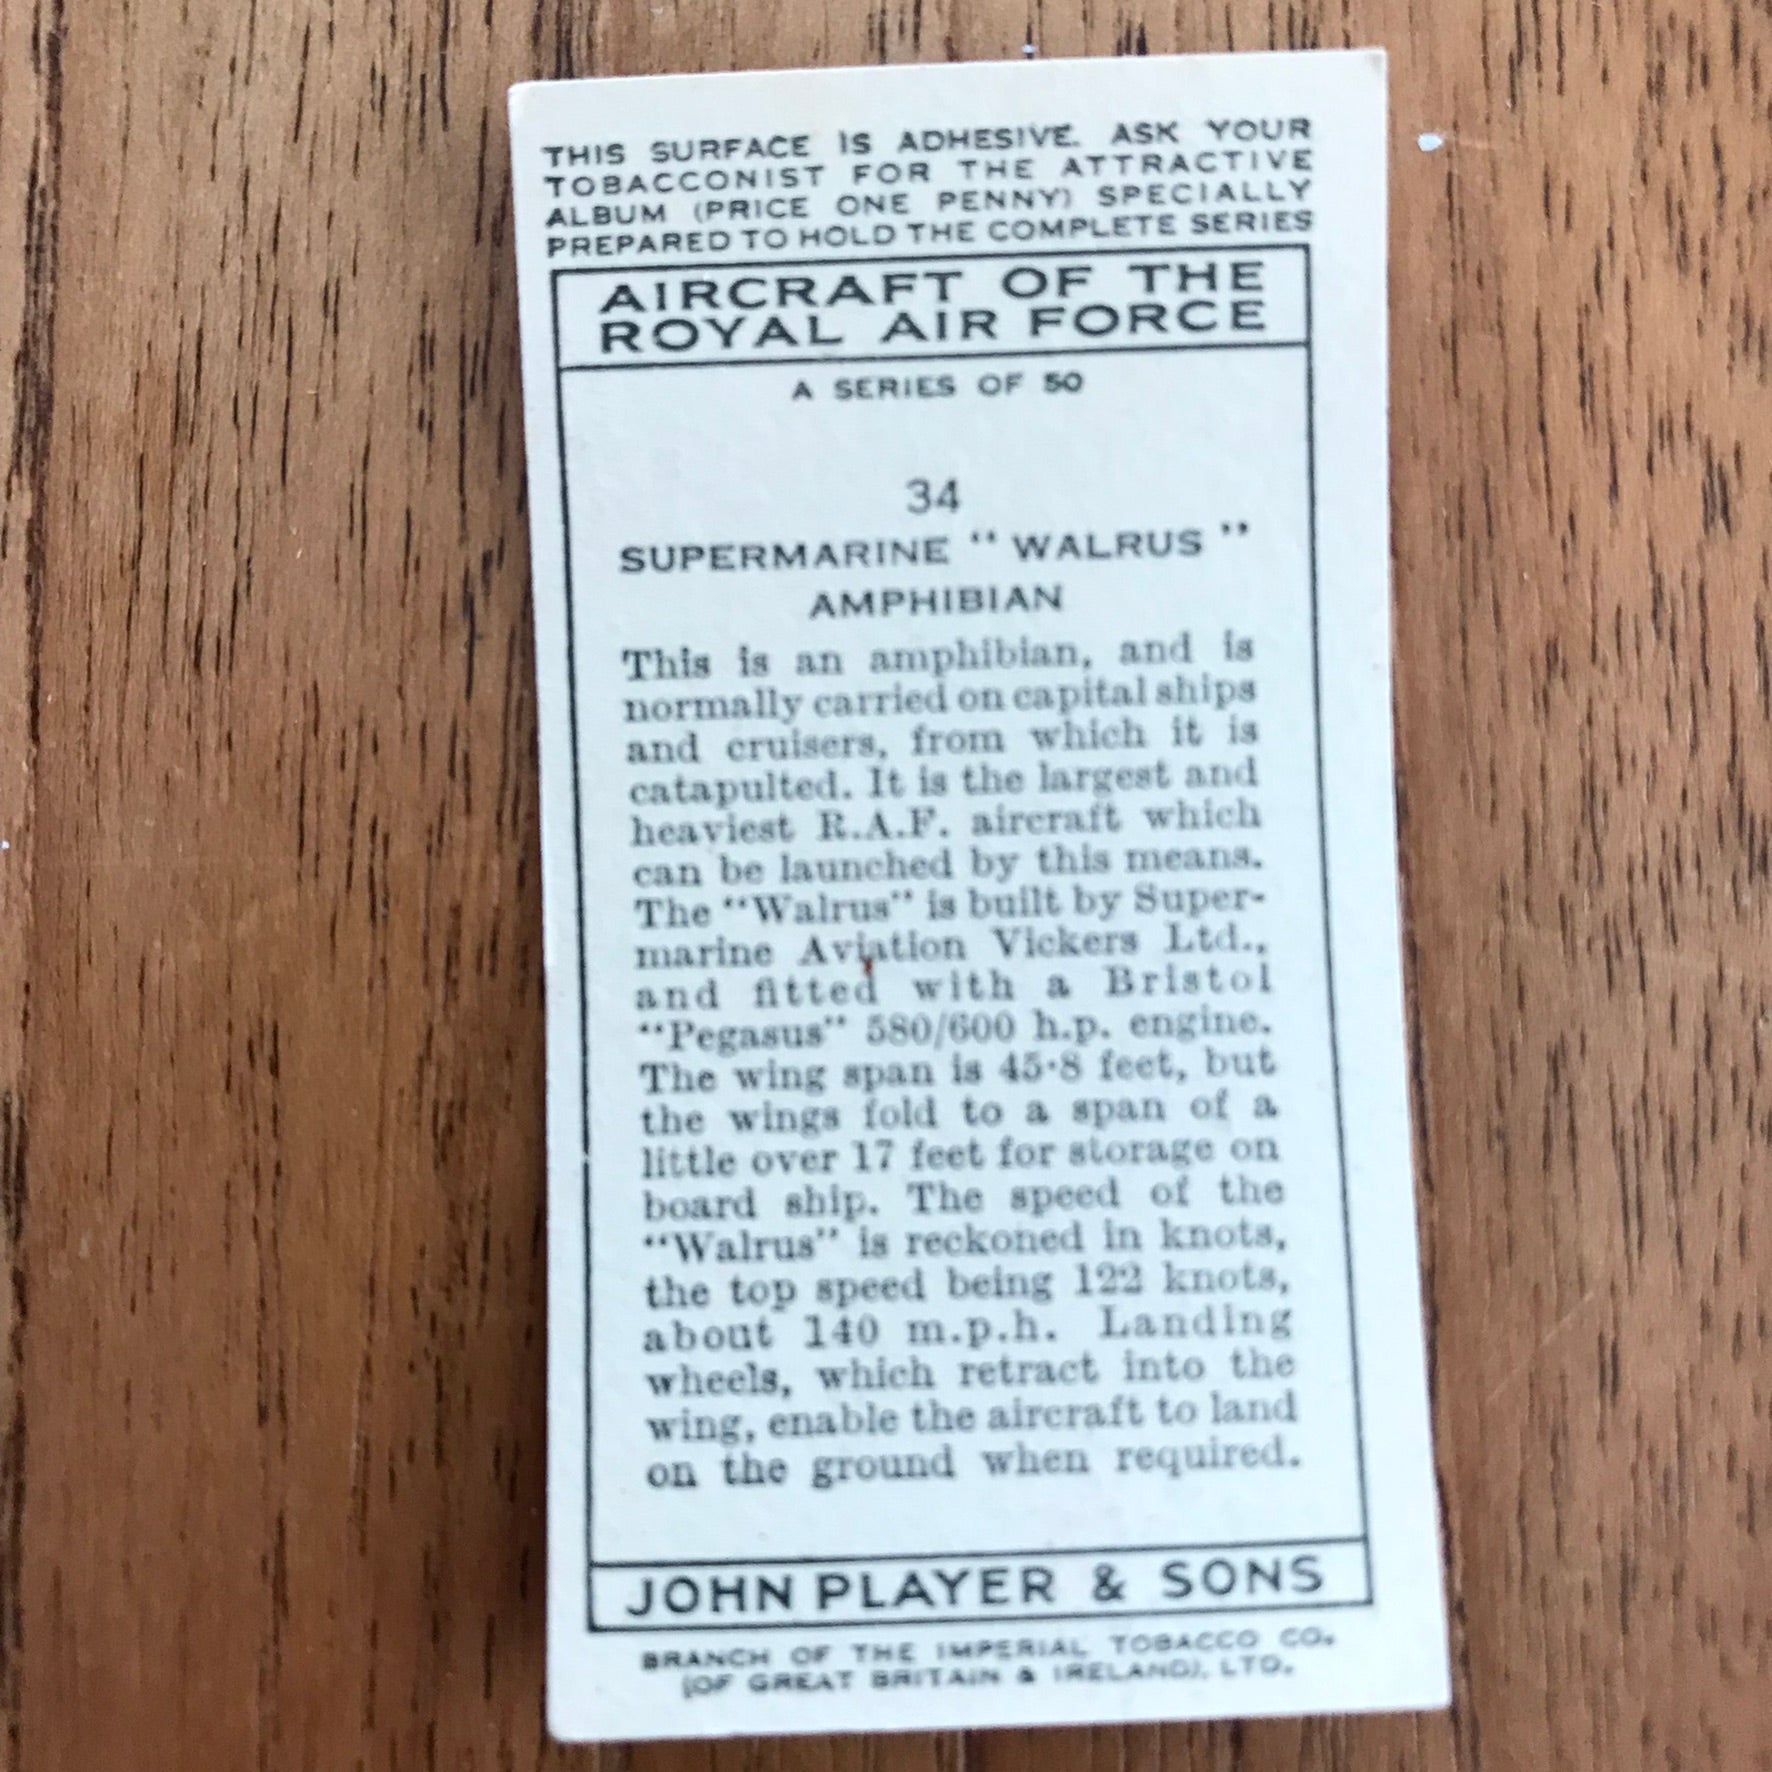 THIS SURFACE IS ADHESIVE. ASK YOUR
TOBACCONIST FOR THE ATTRACTIVE
ALBUM (PRICE ONE PENNY) SPECIALLY
PREPARED TO HOLD THE COMPLETE SERIES
AIRCRAFT OF THE
ROYAL AIR FORCE
A SERIES OF 50
34
SUPERMARINE "WALRUS"
AMPHIBIAN
This is an amphibian, and is
normally carried on capital ships
and cruisers, from which it is
catapulted. It is the largest and
heaviest R.A.F. aircraft which
can be launched by this means.
The "Walrus" is built by Super-
marine Aviation Vickers Ltd.,
and fitted with a Bristol
"Pegasus" 580/600 h.p. engine.
The wing span is 45·8 feet, but
the wings fold to a span of a
little over 17 feet for storage on
board ship. The speed of the
"Walrus" is reckoned in knots,
the top speed being 122 knots,
about 140 m.p.h. Landing
wheels, which retract into the
wing, enable the aircraft to land
on the ground when required.
JOHN PLAYER & SONS
BRANCH OF THE IMPERIAL TOBACCO CO.
(OF GREAT BRITAIN & IRELAND), LTD.